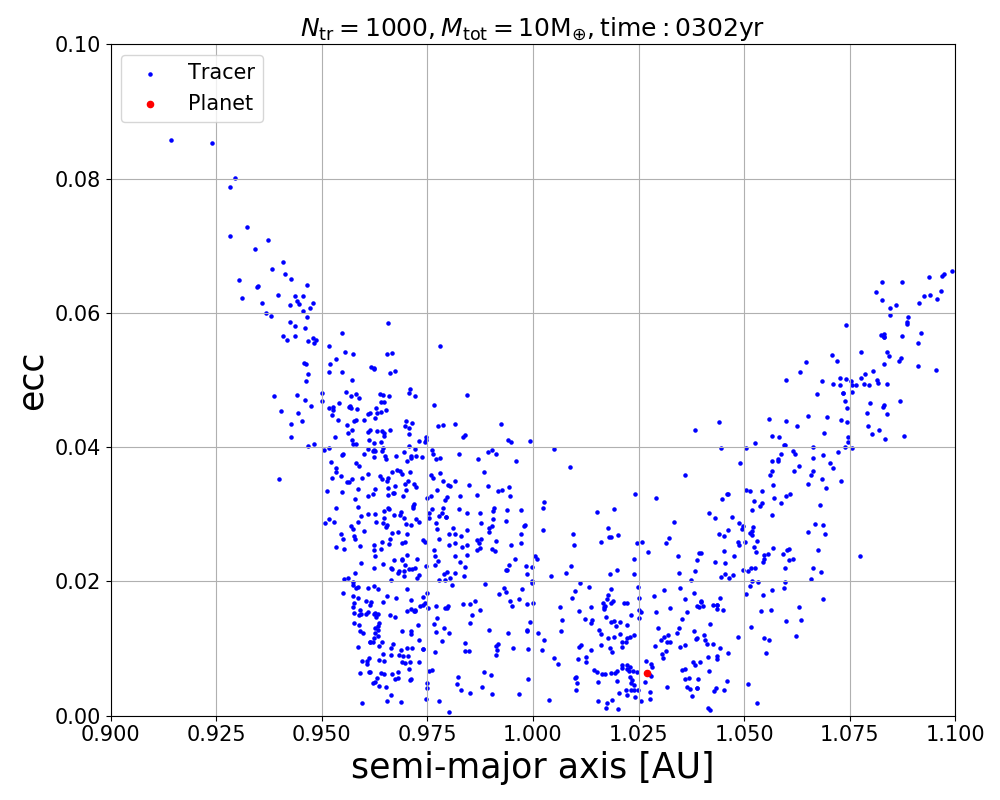 N_tr = 1000, M_tot = 10M_⊕, time : 0302yr
Tracer
Planet
ecc
0.10
0.08
0.06
0.04
0.02
0.00
0.900 0.925 0.950 0.975 1.000 1.025 1.050 1.075 1.100
semi-major axis [AU]